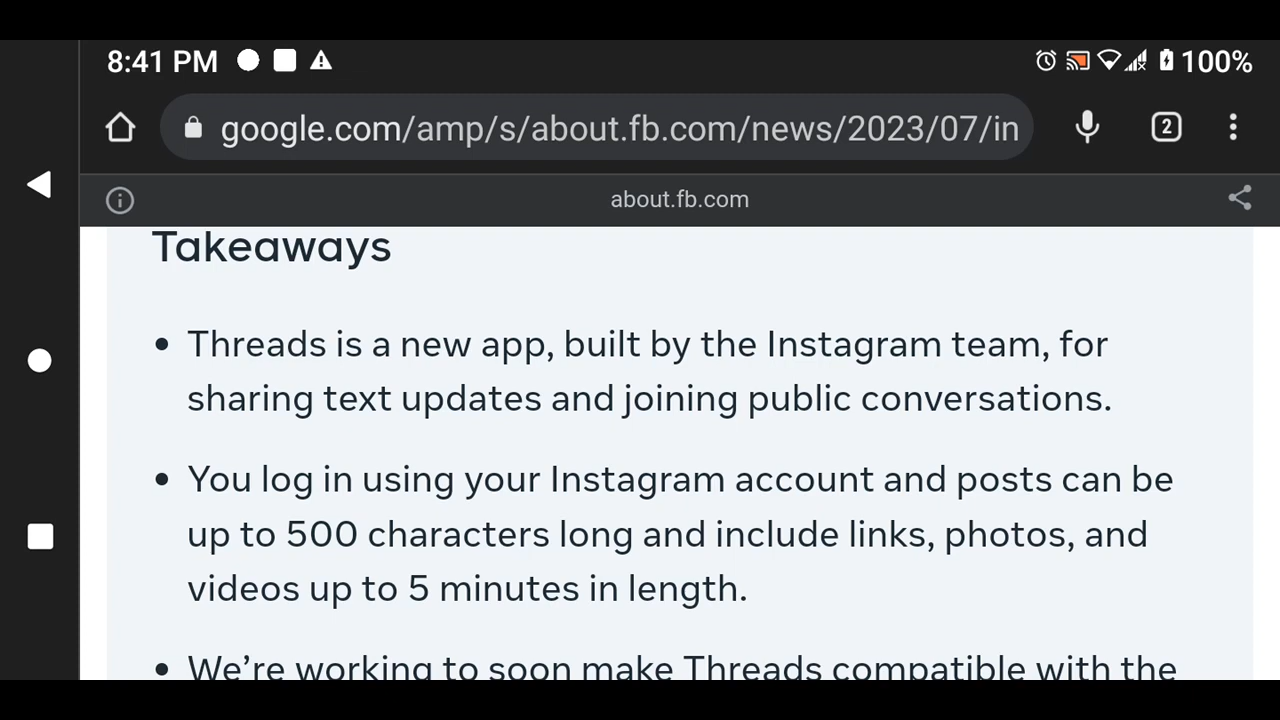 8:41 PM
100%
google.com/amp/s/about.fb.com/news/2023/07/in
2
about.fb.com
Takeaways
• Threads is a new app, built by the Instagram team, for
sharing text updates and joining public conversations.
• You log in using your Instagram account and posts can be
up to 500 characters long and include links, photos, and
videos up to 5 minutes in length.
• We’re working to soon make Threads compatible with the